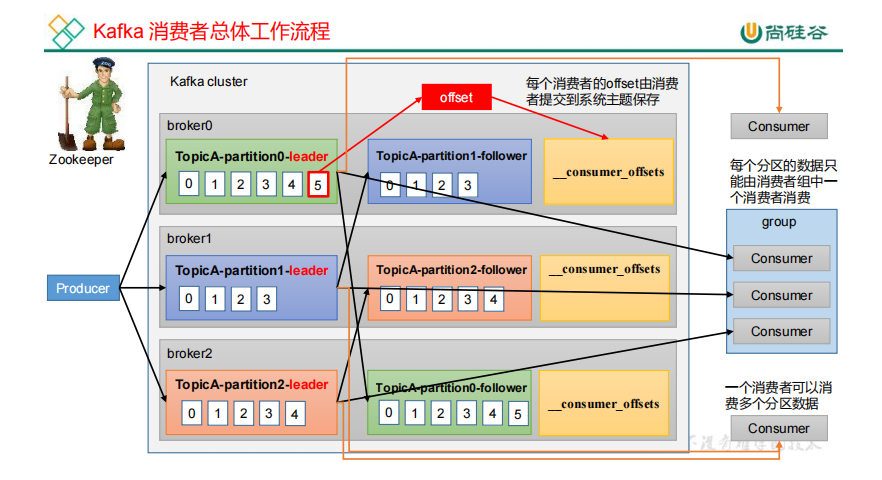 Kafka 消费者总体工作流程
尚硅谷
Zookeeper
Kafka cluster
offset
每个消费者的offset由消费
者提交到系统主题保存
broker0
TopicA-partition0-leader
0 1 2 3 4 5
TopicA-partition1-follower
0 1 2 3
__consumer_offsets
broker1
TopicA-partition1-leader
0 1 2 3
TopicA-partition2-follower
0 1 2 3 4
__consumer_offsets
broker2
TopicA-partition2-leader
0 1 2 3 4
TopicA-partition0-follower
0 1 2 3 4 5
__consumer_offsets
Producer
Consumer
每个分区的数据只
能由消费者组中一
个消费者消费
group
Consumer
Consumer
Consumer
一个消费者可以消
费多个分区数据
Consumer